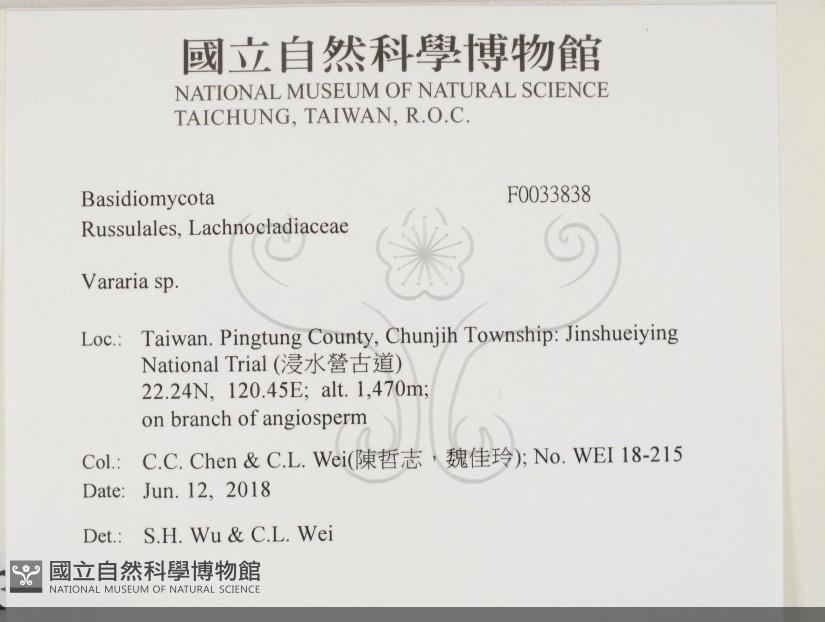 國立自然科學博物館
NATIONAL MUSEUM OF NATURAL SCIENCE
TAICHUNG, TAIWAN, R.O.C.
Basidiomycota F0033838
Russulales, Lachnocladiaceae
Vararia sp.
Loc.: Taiwan. Pingtung County, Chunjih Township: Jinshueiying
National Trial (浸水營古道)
22.24N, 120.45E; alt. 1,470m;
on branch of angiosperm
Col.: C.C. Chen & C.L. Wei(陳哲志，魏佳玲); No. WEI 18-215
Date: Jun. 12, 2018
Det.: S.H. Wu & C.L. Wei
國立自然科學博物館
NATIONAL MUSEUM OF NATURAL SCIENCE